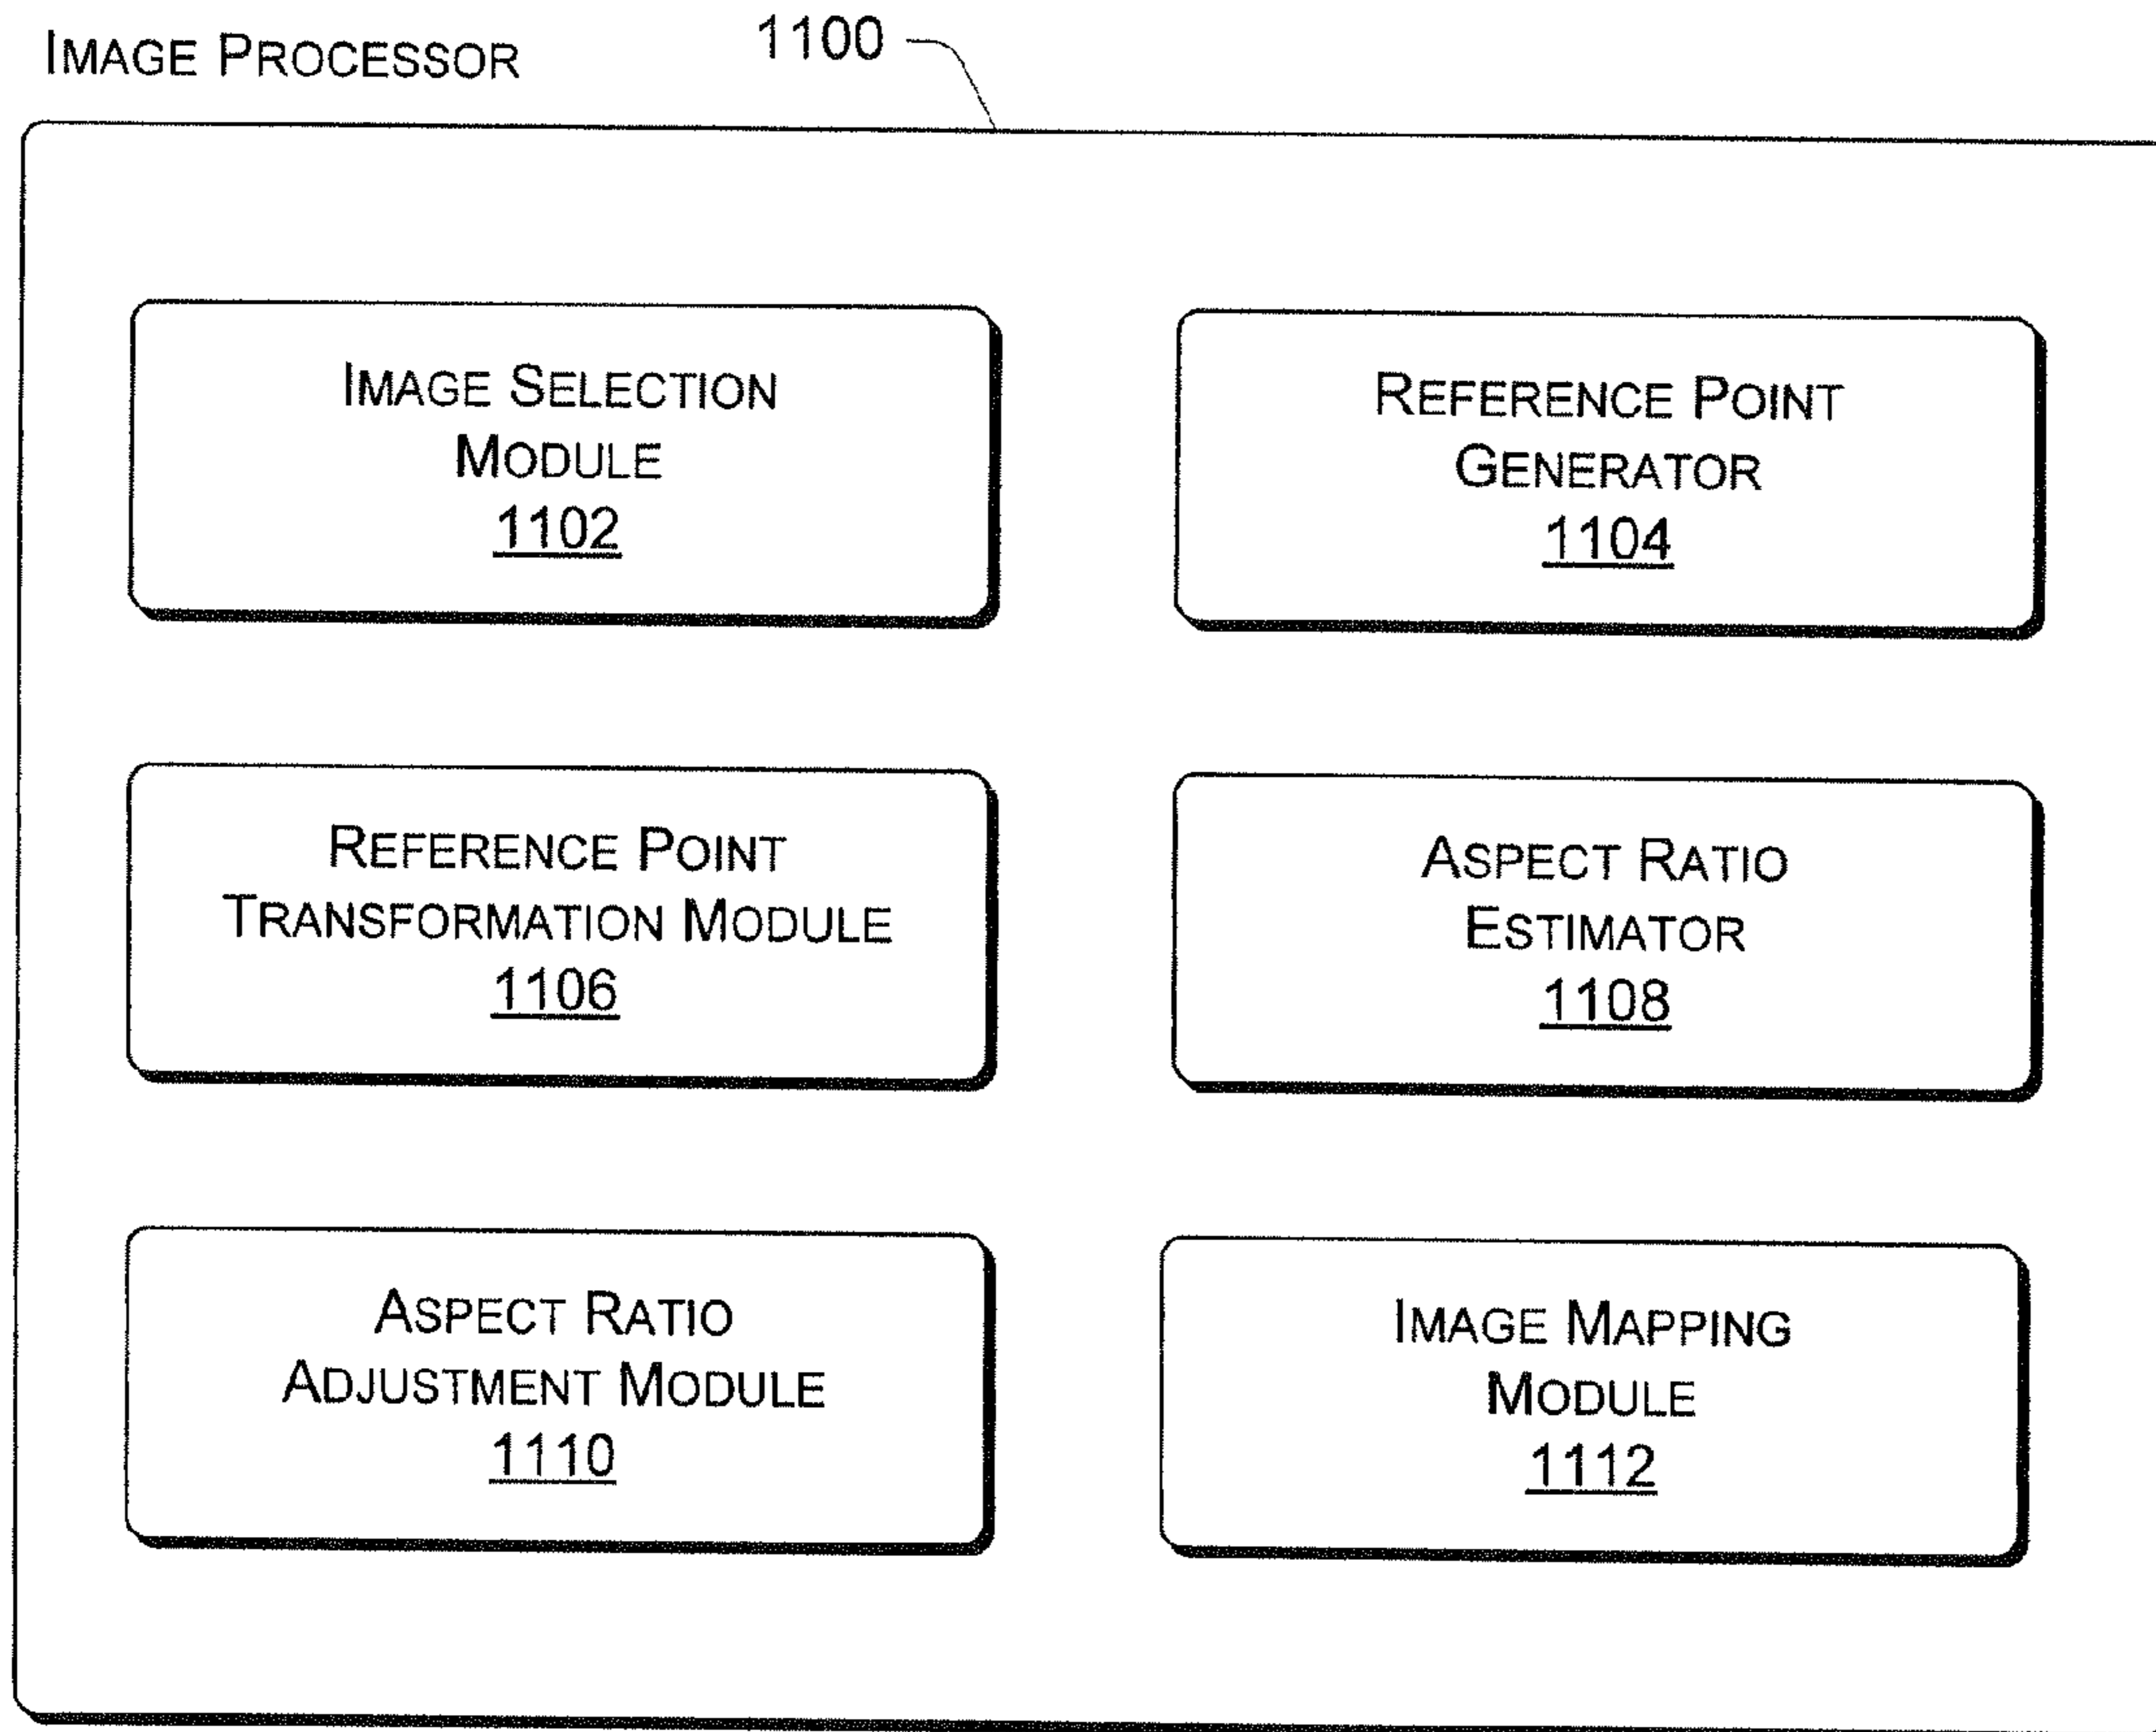 IMAGE PROCESSOR
1100
IMAGE SELECTION
MODULE
1102
REFERENCE POINT
GENERATOR
1104
REFERENCE POINT
TRANSFORMATION MODULE
1106
ASPECT RATIO
ESTIMATOR
1108
ASPECT RATIO
ADJUSTMENT MODULE
1110
IMAGE MAPPING
MODULE
1112